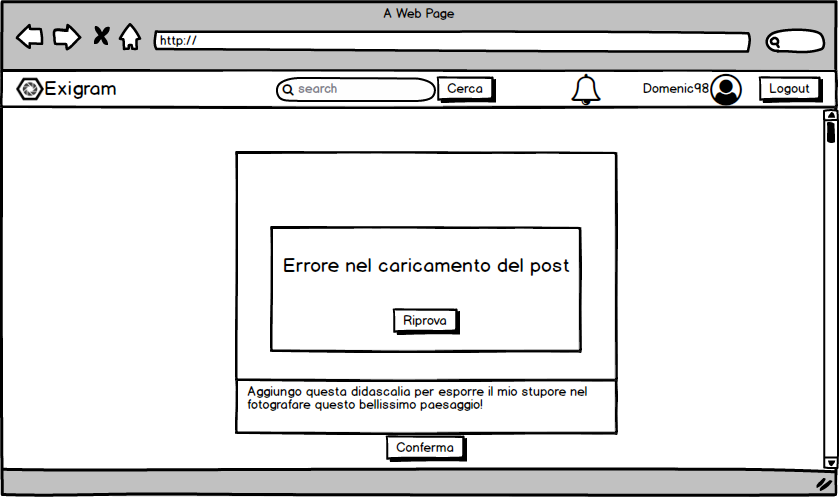 A Web Page
http://
Exigram
search
Cerca
Domenic98
Logout
Errore nel caricamento del post
Riprova
Aggiungo questa didascalia per esporre il mio stupore nel
fotografare questo bellissimo paesaggio!
Conferma